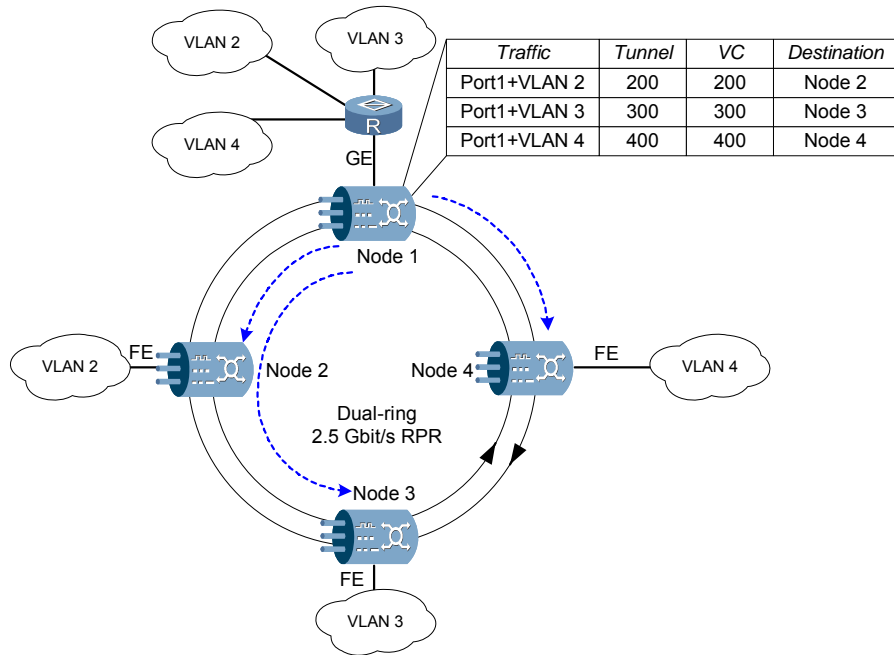 VLAN 2
VLAN 3
VLAN 4
R
GE
Traffic Tunnel VC Destination
Port1+VLAN 2 200 200 Node 2
Port1+VLAN 3 300 300 Node 3
Port1+VLAN 4 400 400 Node 4
Node 1
VLAN 2
FE
Node 2
Node 4
FE
VLAN 4
Dual-ring
2.5 Gbit/s RPR
Node 3
FE
VLAN 3